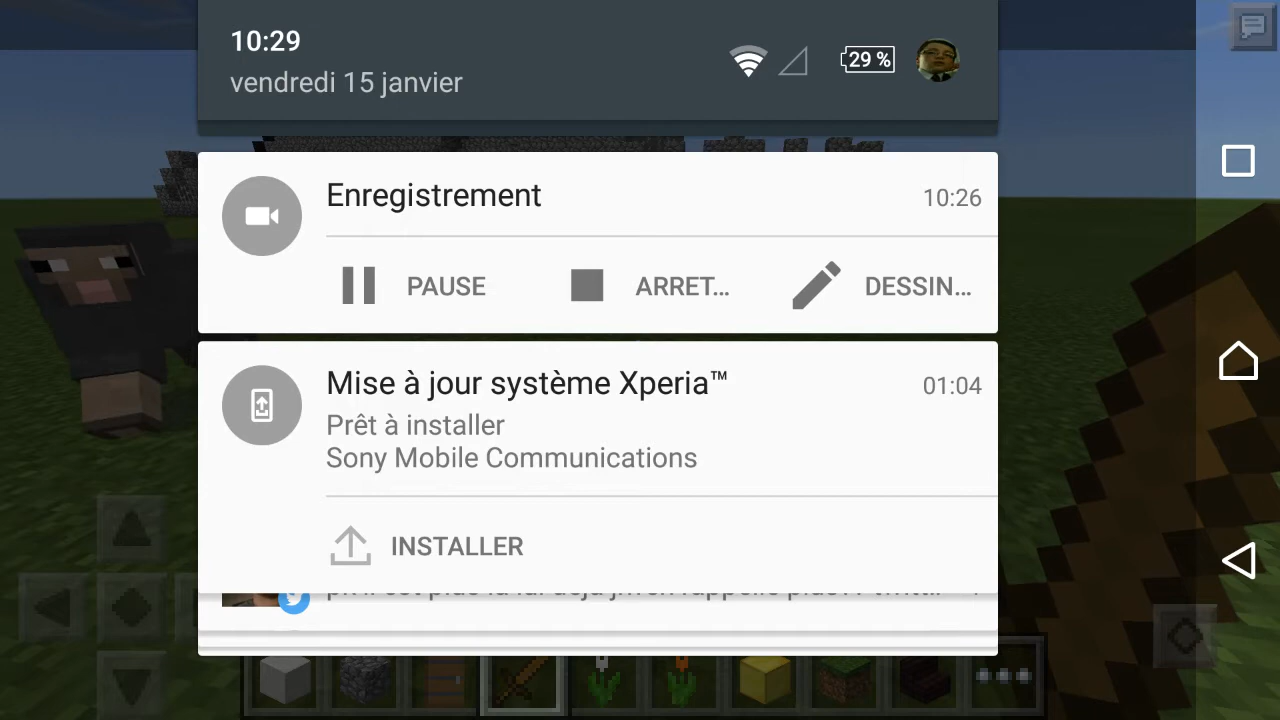 10:29
vendredi 15 janvier
29 %
Enregistrement
10:26
PAUSE
ARRET...
DESSIN...
Mise à jour système Xperia™
01:04
Prêt à installer
Sony Mobile Communications
INSTALLER